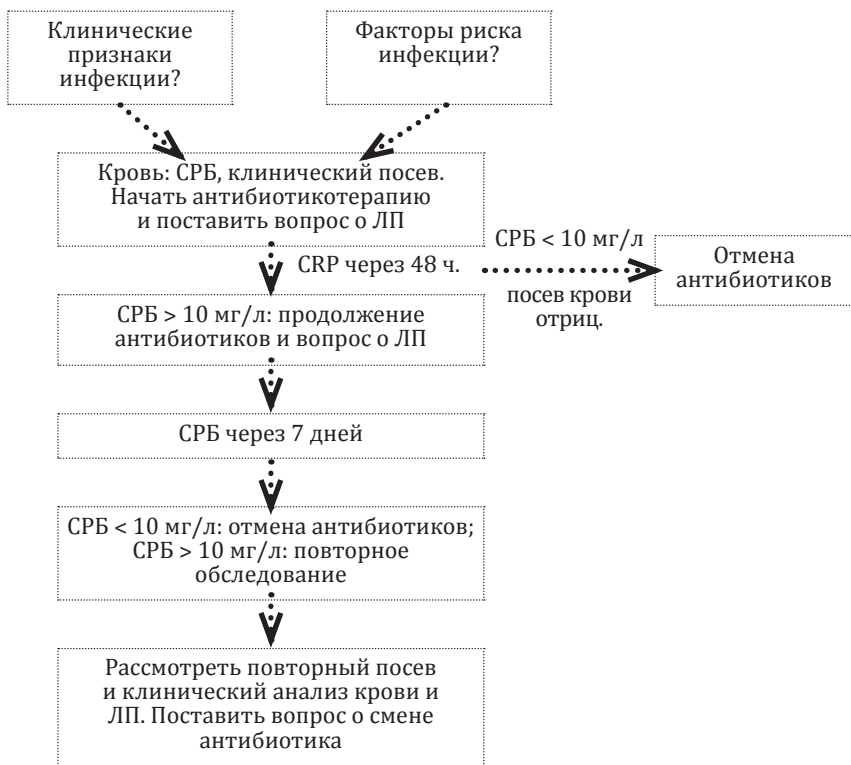 Клинические
признаки
инфекции?
Факторы риска
инфекции?
Кровь: СРБ, клинический посев.
Начать антибиотикотерапию
и поставить вопрос о ЛП
CRP через 48 ч.
СРБ < 10 мг/л
посев крови
отриц.
Отмена
антибиотиков
СРБ > 10 мг/л: продолжение
антибиотиков и вопрос о ЛП
СРБ через 7 дней
СРБ < 10 мг/л: отмена антибиотиков;
СРБ > 10 мг/л: повторное
обследование
Рассмотреть повторный посев
и клинический анализ крови и
ЛП. Поставить вопрос о смене
антибиотика